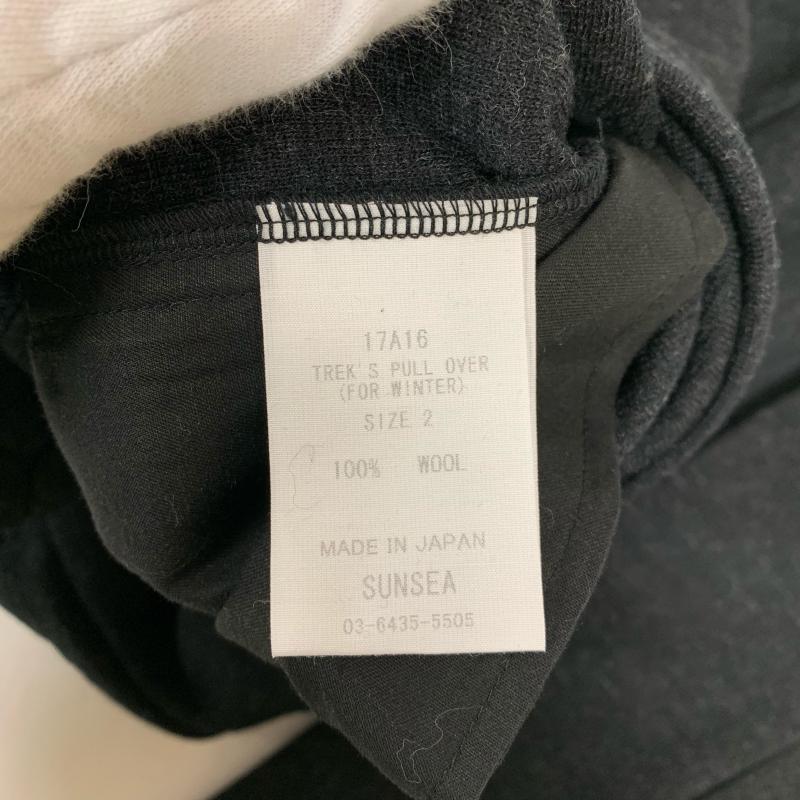 17A16
TREK'S PULL OVER
(FOR WINTER)
SIZE 2
100% WOOL
MADE IN JAPAN
SUNSEA
03-6435-5505